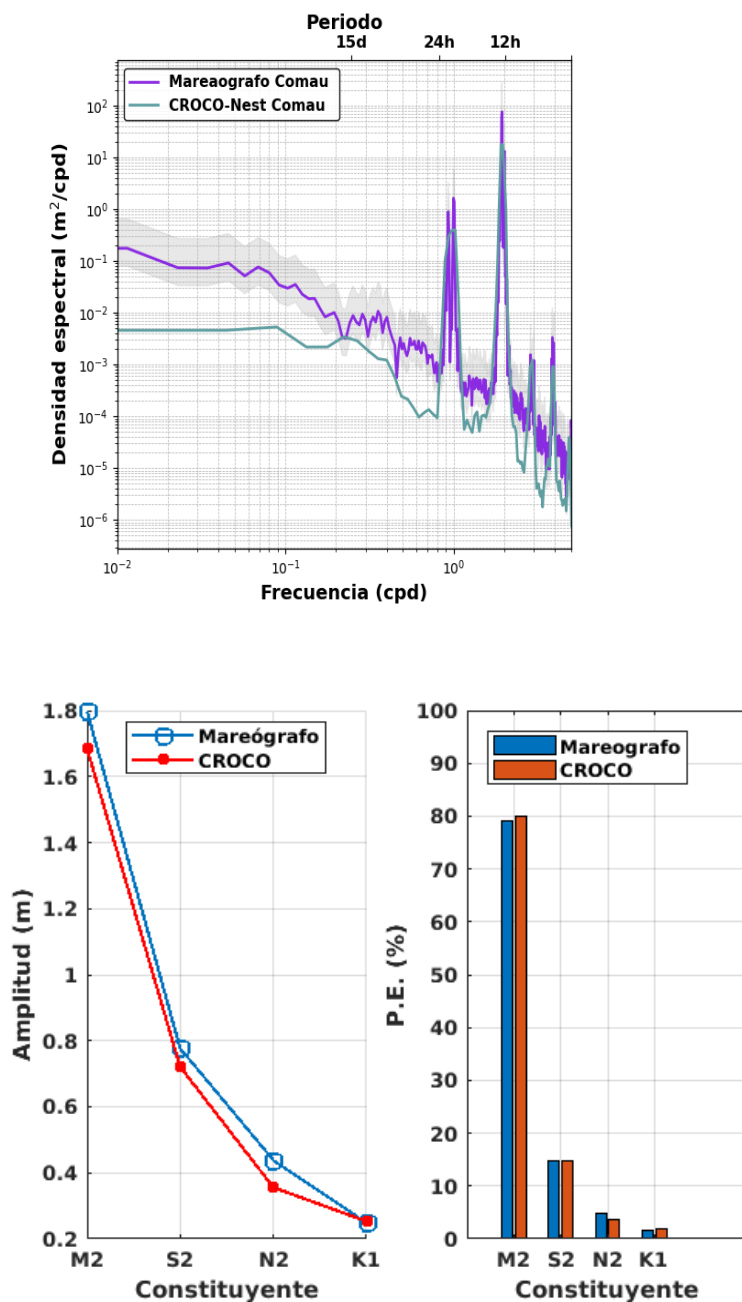 Periodo
15d 24h 12h
Mareaografo Comau
CROCO-Nest Comau
Densidad espectral (m²/cpd)
10²
10¹
10⁰
10⁻¹
10⁻²
10⁻³
10⁻⁴
10⁻⁵
10⁻⁶
10⁻² 10⁻¹ 10⁰
Frecuencia (cpd)
Mareógrafo
CROCO
Amplitud (m)
1.8
1.6
1.4
1.2
1
0.8
0.6
0.4
0.2
M2 S2 N2 K1
Constituyente
Mareografo
CROCO
P.E. (%)
100
90
80
70
60
50
40
30
20
10
0
M2 S2 N2 K1
Constituyente